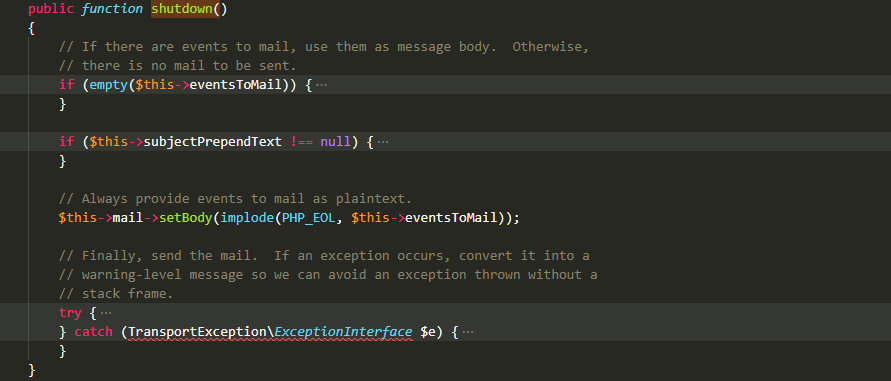 public function shutdown()
{
// If there are events to mail, use them as message body.  Otherwise,
// there is no mail to be sent.
if (empty($this->eventsToMail)) {···
}
if ($this->subjectPrependText !== null) {···
}
// Always provide events to mail as plaintext.
$this->mail->setBody(implode(PHP_EOL, $this->eventsToMail));
// Finally, send the mail.  If an exception occurs, convert it into a
// warning-level message so we can avoid an exception thrown without a
// stack frame.
try {···
} catch (TransportException\ExceptionInterface $e) {···
}
}